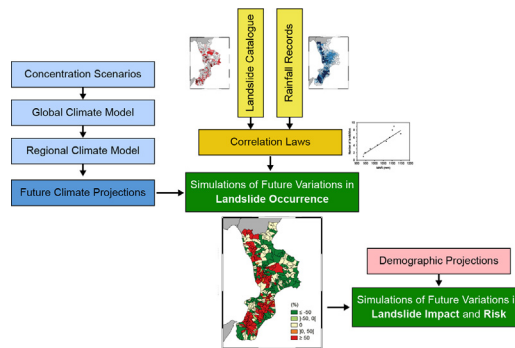 Landslide Catalogue
Rainfall Records
Concentration Scenarios
Global Climate Model
Regional Climate Model
Future Climate Projections
Correlation Laws
Simulations of Future Variations in
Landslide Occurrence
(%)
≤ -50
]-50, 0[
0
]0, 50[
≥ 50
Demographic Projections
Simulations of Future Variations i
Landslide Impact and Risk